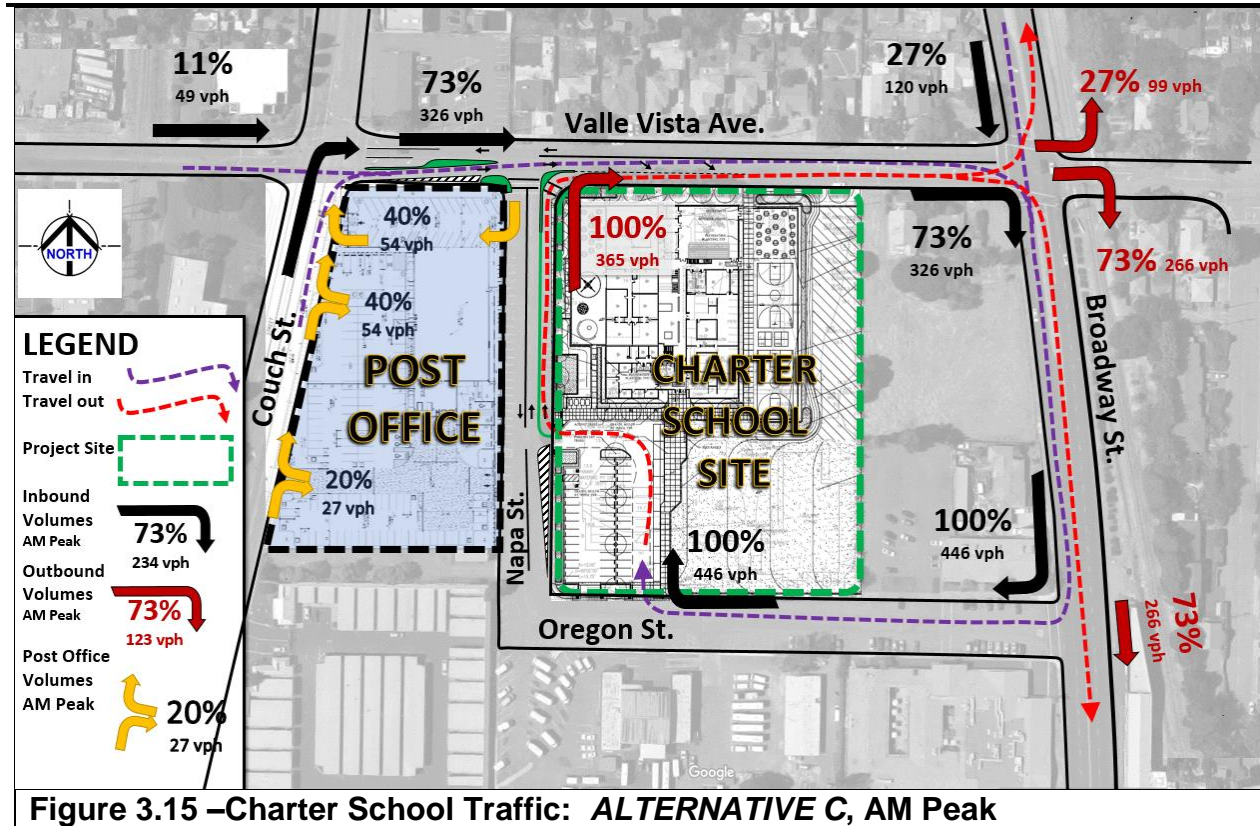 11%
49 vph
73%
326 vph
27%
120 vph
27% 99 vph
Valle Vista Ave.
NORTH
40%
54 vph
100%
365 vph
73%
326 vph
73% 266 vph
40%
54 vph
Couch St.
POST
OFFICE
CHARTER
SCHOOL
SITE
Broadway St.
20%
27 vph
Napa St.
100%
446 vph
100%
446 vph
Oregon St.
73%
266 vph
LEGEND
Travel in
Travel out
Project Site
Inbound
Volumes
AM Peak
73%
234 vph
Outbound
Volumes
AM Peak
73%
123 vph
Post Office
Volumes
AM Peak
20%
27 vph
Google
Figure 3.15 –Charter School Traffic: ALTERNATIVE C, AM Peak